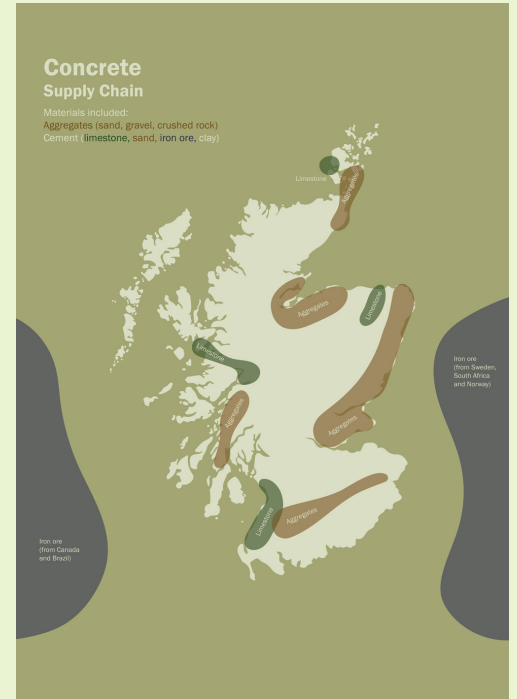 Concrete
Supply Chain
Materials included:
Aggregates (sand, gravel, crushed rock)
Cement (limestone, sand, iron ore, clay)
Limestone
Aggregates
Aggregates
Limestone
Limestone
Iron ore
(from Sweden,
South Africa
and Norway)
Aggregates
Aggregates
Limestone
Aggregates
Iron ore
(from Canada
and Brazil)